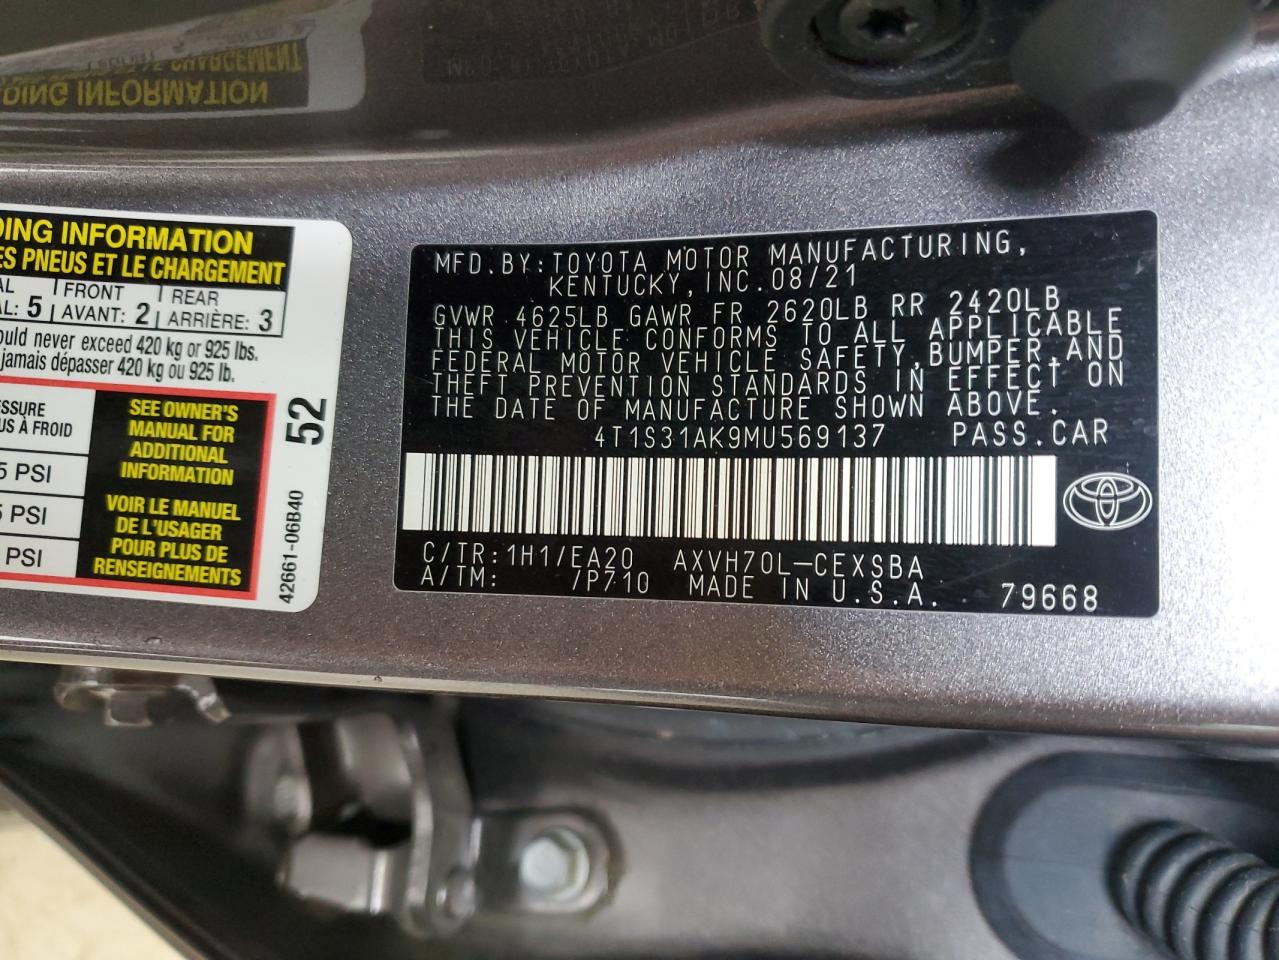 DING INFORMATION
ES PNEUS ET LE CHARGEMENT
AL FRONT REAR
AL: 5 AVANT: 2 ARRIÈRE: 3
ould never exceed 420 kg or 925 lbs.
jamais dépasser 420 kg ou 925 lb.
ESSURE
US À FROID
5 PSI
5 PSI
PSI
SEE OWNER'S
MANUAL FOR
ADDITIONAL
INFORMATION
VOIR LE MANUEL
DE L'USAGER
POUR PLUS DE
RENSEIGNEMENTS
52
42661-06B40
MFD.BY:TOYOTA MOTOR MANUFACTURING,
KENTUCKY,INC.08/21
GVWR 4625LB GAWR FR 2620LB RR 2420LB
THIS VEHICLE CONFORMS TO ALL APPLICABLE
FEDERAL MOTOR VEHICLE SAFETY,BUMPER,AND
THEFT PREVENTION STANDARDS IN EFFECT ON
THE DATE OF MANUFACTURE SHOWN ABOVE.
4T1S31AK9MU569137 PASS.CAR
C/TR:1H1/EA20 AXVH70L-CEXSBA
A/TM: /P710 MADE IN U.S.A. 79668
DING INFORMATION
CHARGEMENT